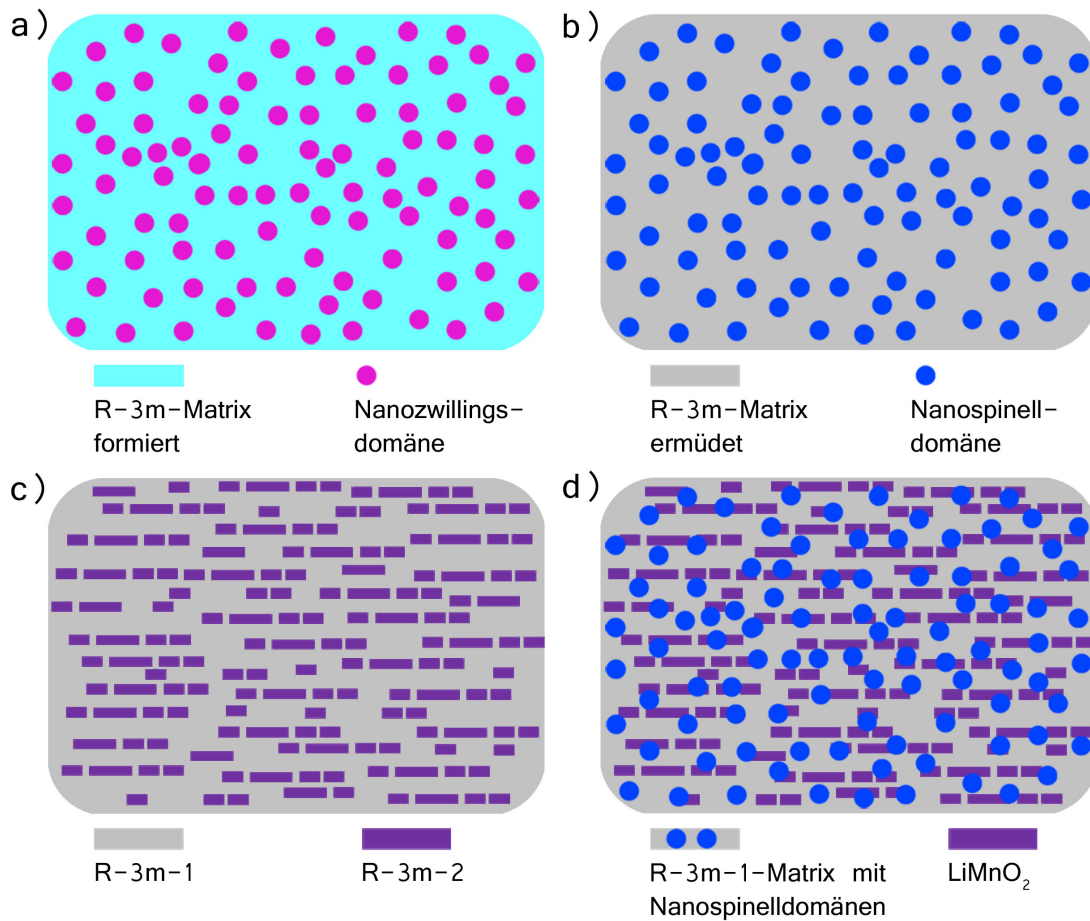 a)
b)
R-3m-Matrix
formiert
Nanozwillings-
domäne
R-3m-Matrix
ermüdet
Nanospinell-
domäne
c)
d)
R-3m-1
R-3m-2
R-3m-1-Matrix mit
Nanospinelldomänen
LiMnO₂